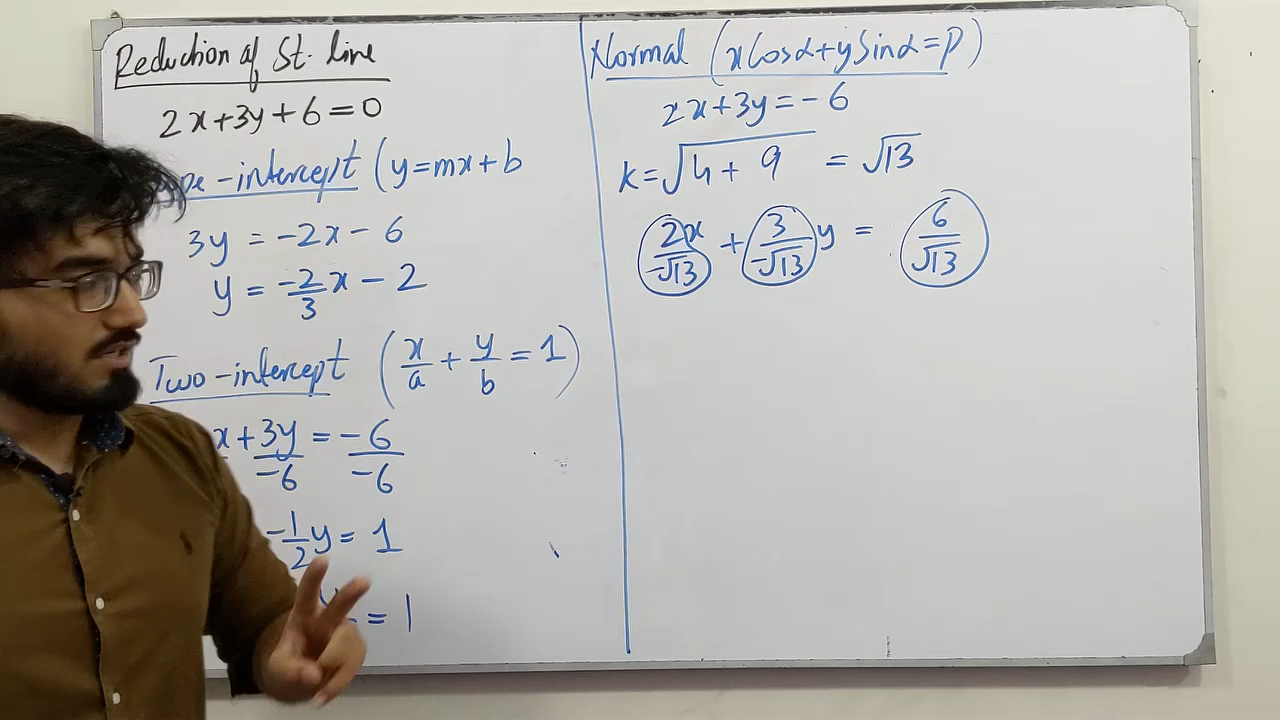 Reduction of St. line
2x+3y+6=0
-intercept (y=mx+b
3y = -2x - 6
y = -2/3 x - 2
Two-intercept (x/a + y/b = 1)
x+3y/-6 = -6/-6
-1/2 y = 1
= 1
Normal (xCosα+ySinα=P)
2x+3y=-6
k=√4+9 = √13
2x/-√13 + 3/-√13 y = 6/√13